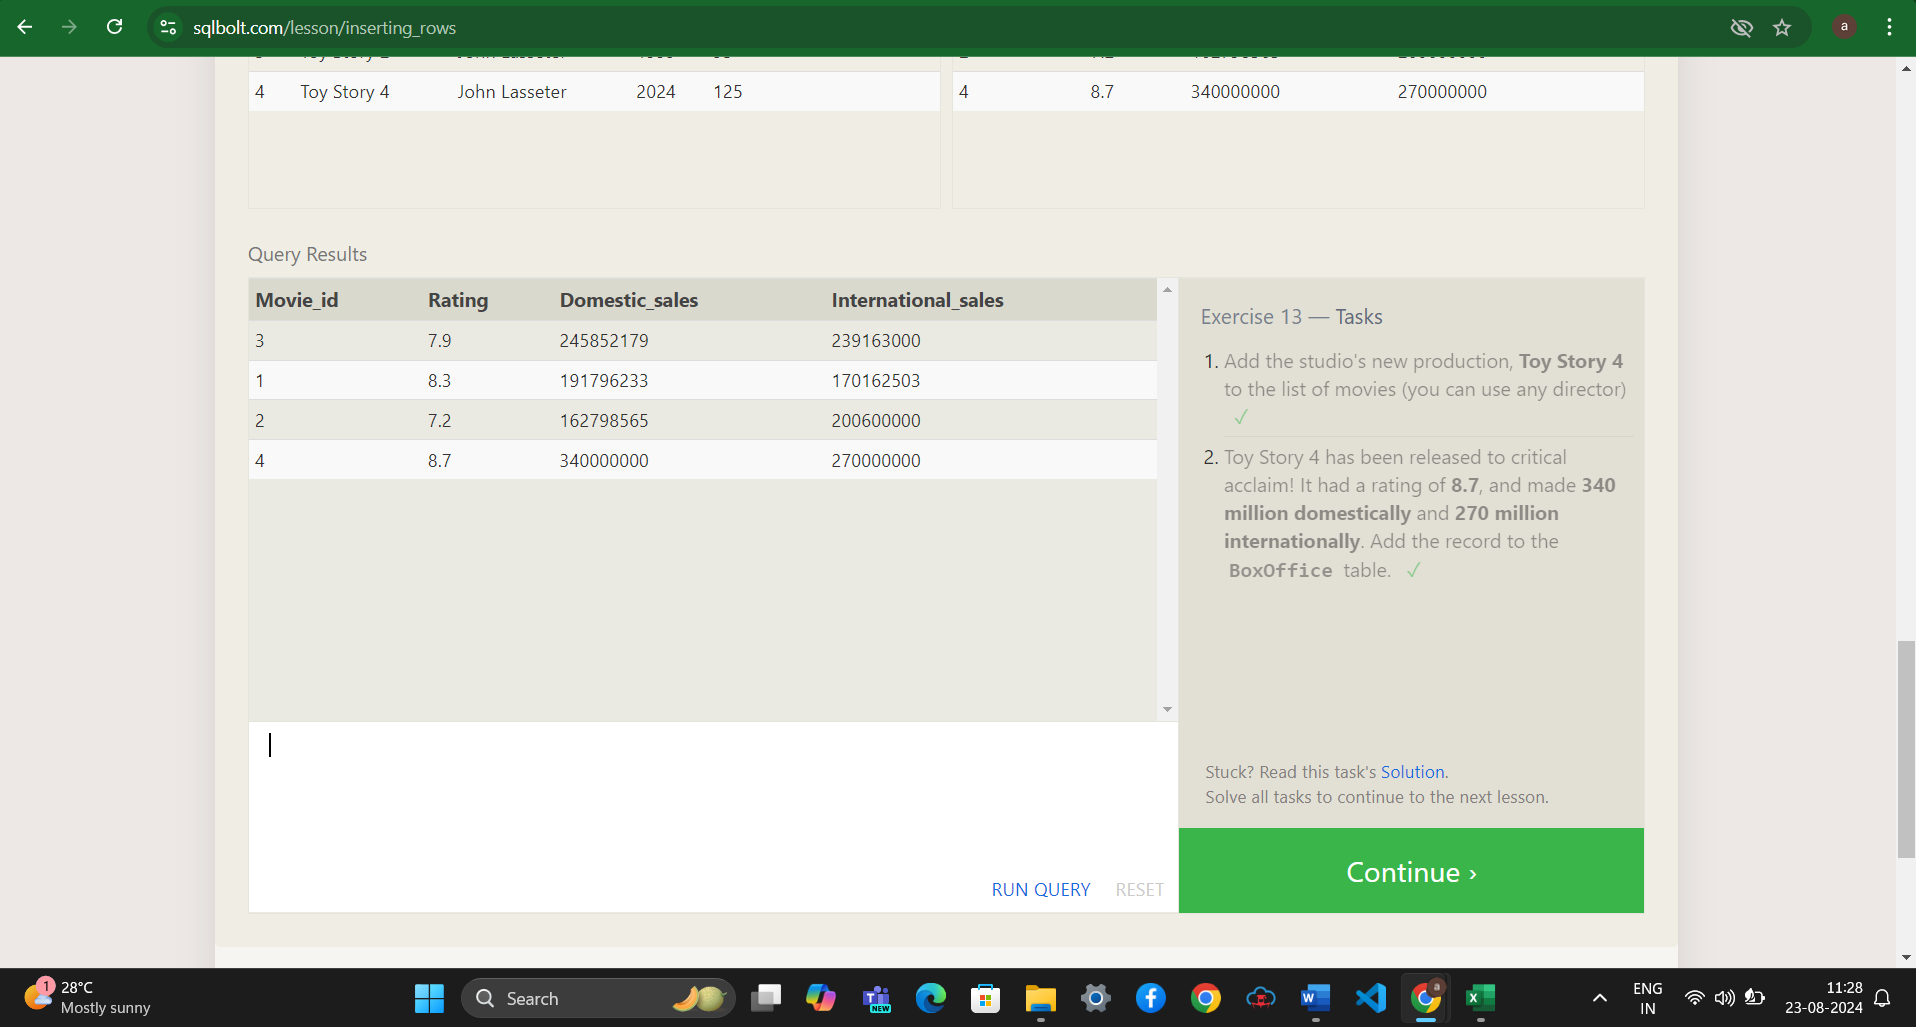 sqlbolt.com/lesson/inserting_rows
a
4 Toy Story 4 John Lasseter 2024 125
4 8.7 340000000 270000000
Query Results
Movie_id Rating Domestic_sales International_sales
3 7.9 245852179 239163000
1 8.3 191796233 170162503
2 7.2 162798565 200600000
4 8.7 340000000 270000000
Exercise 13 — Tasks
1. Add the studio's new production, Toy Story 4
to the list of movies (you can use any director)
✓
2. Toy Story 4 has been released to critical
acclaim! It had a rating of 8.7, and made 340
million domestically and 270 million
internationally. Add the record to the
BoxOffice table. ✓
Stuck? Read this task's Solution.
Solve all tasks to continue to the next lesson.
RUN QUERY RESET
Continue ›
1
28°C
Mostly sunny
Search
NEW
a
ENG
IN
11:28
23-08-2024